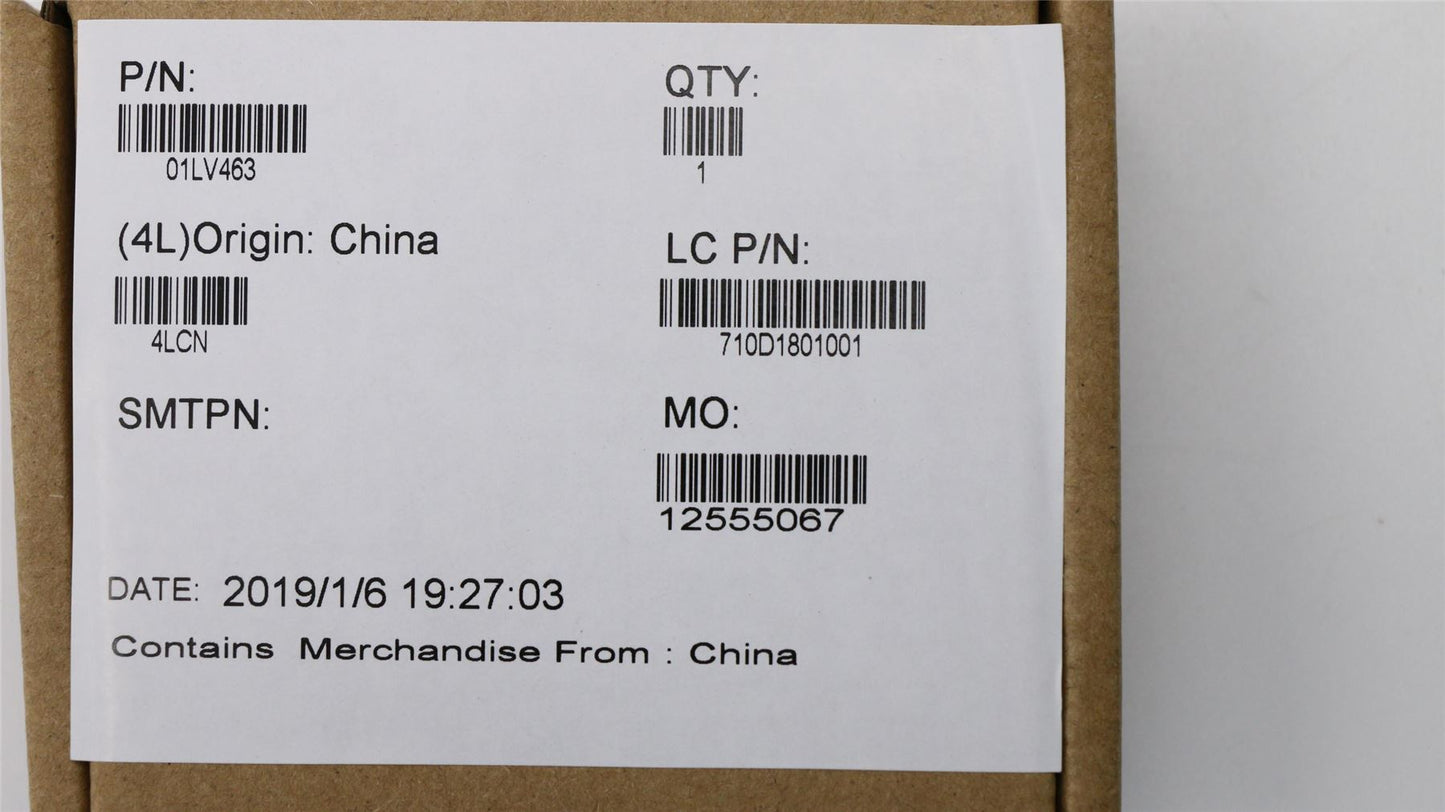 P/N:
01LV463
QTY:
1
(4L)Origin: China
4LCN
LC P/N:
710D1801001
SMTPN:
MO:
12555067
DATE: 2019/1/6 19:27:03
Contains Merchandise From : China